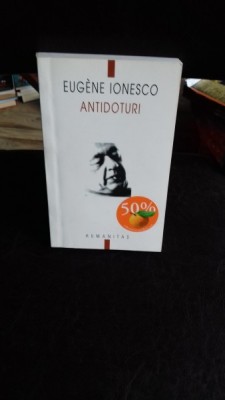 EUGÈNE IONESCO
ANTIDOTURI
50%
HUMANITAS